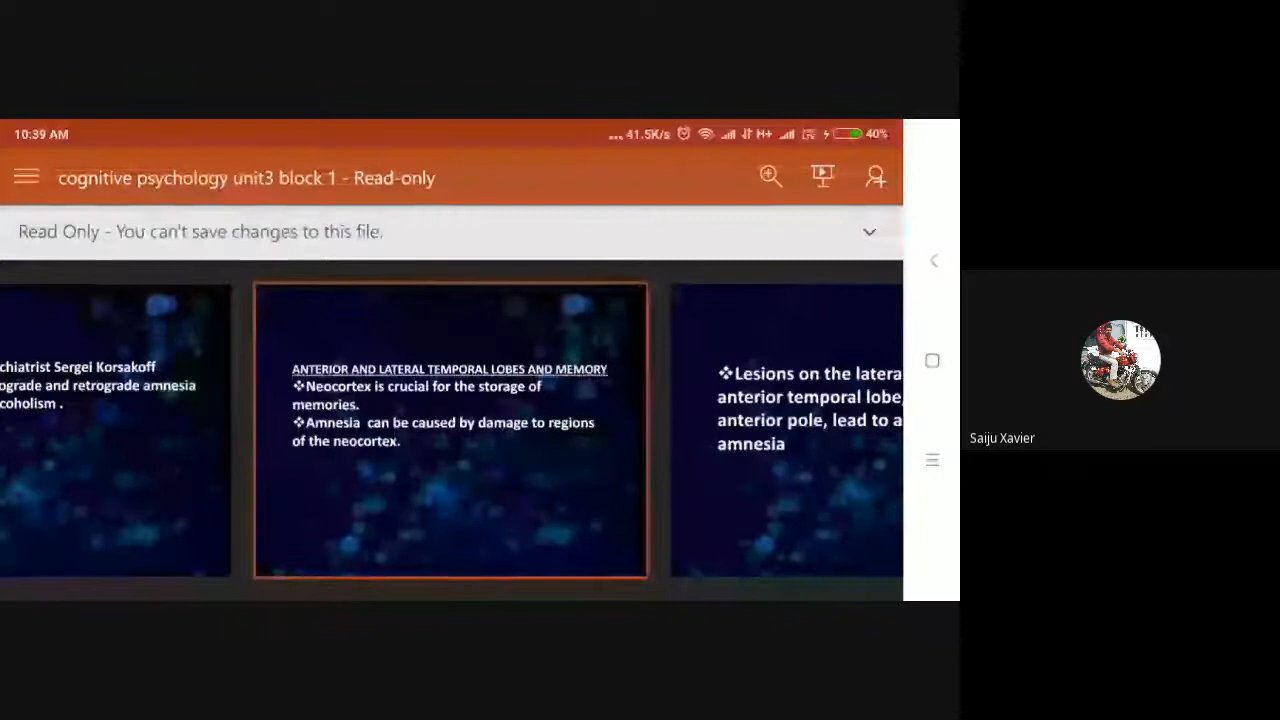 10:39 AM
... 41.5K/s H+ 40%
cognitive psychology unit3 block 1 - Read-only
Read Only - You can't save changes to this file.
chiatrist Sergei Korsakoff
ograde and retrograde amnesia
coholism .
ANTERIOR AND LATERAL TEMPORAL LOBES AND MEMORY
❖Neocortex is crucial for the storage of
memories.
❖Amnesia can be caused by damage to regions
of the neocortex.
❖Lesions on the latera
anterior temporal lobe,
anterior pole, lead to a
amnesia
Saiju Xavier